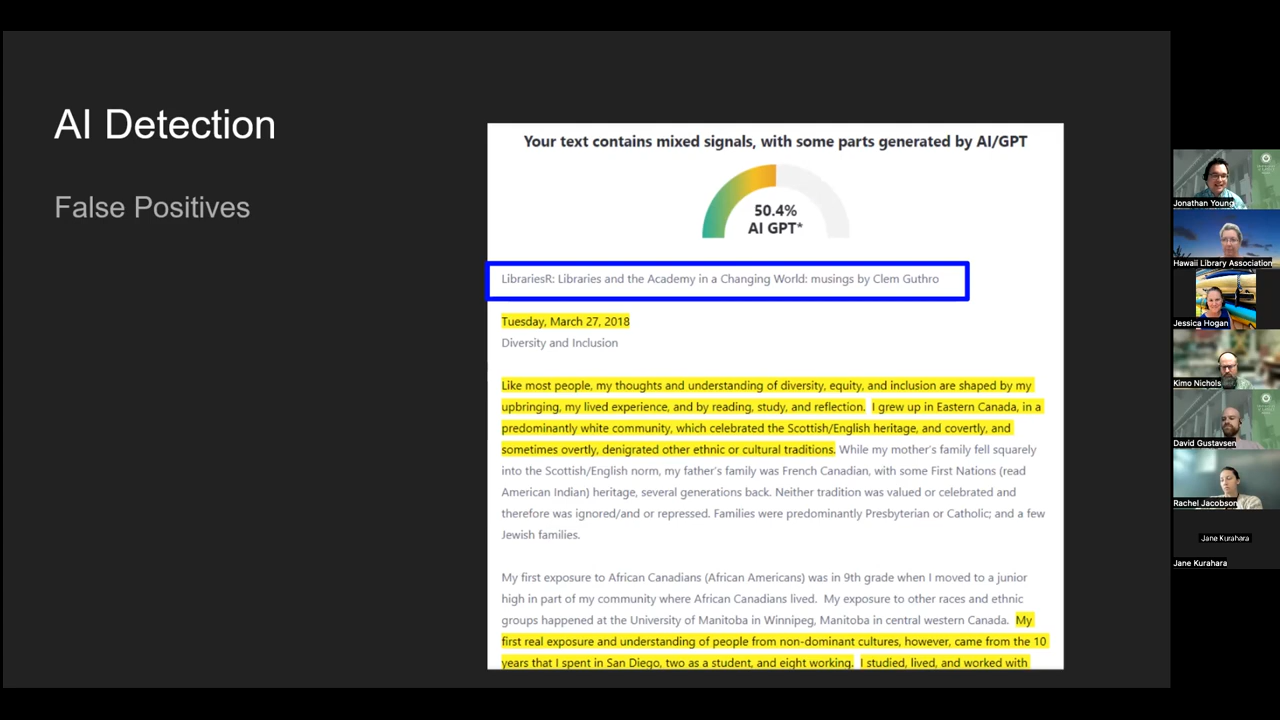 AI Detection
False Positives
Your text contains mixed signals, with some parts generated by AI/GPT
50.4%
AI GPT*
LibrariesR: Libraries and the Academy in a Changing World: musings by Clem Guthro
Tuesday, March 27, 2018
Diversity and Inclusion
Like most people, my thoughts and understanding of diversity, equity, and inclusion are shaped by my
upbringing, my lived experience, and by reading, study, and reflection. I grew up in Eastern Canada, in a
predominantly white community, which celebrated the Scottish/English heritage, and covertly, and
sometimes overtly, denigrated other ethnic or cultural traditions. While my mother's family fell squarely
into the Scottish/English norm, my father's family was French Canadian, with some First Nations (read
American Indian) heritage, several generations back. Neither tradition was valued or celebrated and
therefore was ignored/and or repressed. Families were predominantly Presbyterian or Catholic; and a few
Jewish families.
My first exposure to African Canadians (African Americans) was in 9th grade when I moved to a junior
high in part of my community where African Canadians lived. My exposure to other races and ethnic
groups happened at the University of Manitoba in Winnipeg, Manitoba in central western Canada. My
first real exposure and understanding of people from non-dominant cultures, however, came from the 10
years that I spent in San Diego, two as a student, and eight working. I studied, lived, and worked with
Jonathan Young
Hawaii Library Association
Jessica Hogan
Kimo Nichols
David Gustavsen
Rachel Jacobson
Jane Kurahara
Jane Kurahara